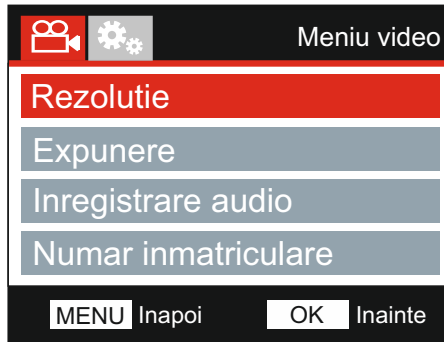 Meniu video
Rezolutie
Expunere
Inregistrare audio
Numar inmatriculare
MENU Inapoi OK Inainte